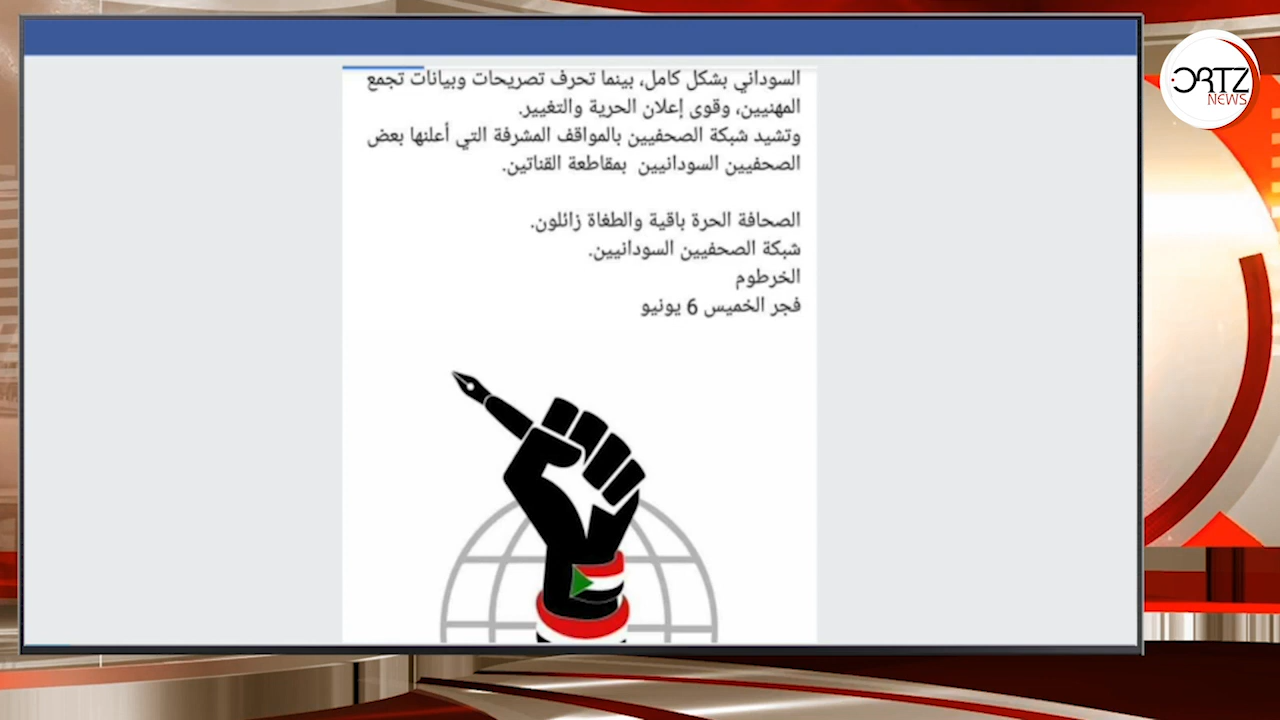 السوداني بشكل كامل، بينما تحرف تصريحات وبيانات تجمع
المهنيين، وقوى إعلان الحرية والتغيير.
وتشيد شبكة الصحفيين بالمواقف المشرفة التي أعلنها بعض
الصحفيين السودانيين بمقاطعة القناتين.
الصحافة الحرة باقية والطغاة زائلون.
شبكة الصحفيين السودانيين.
الخرطوم
فجر الخميس 6 يونيو
ORTZ
NEWS